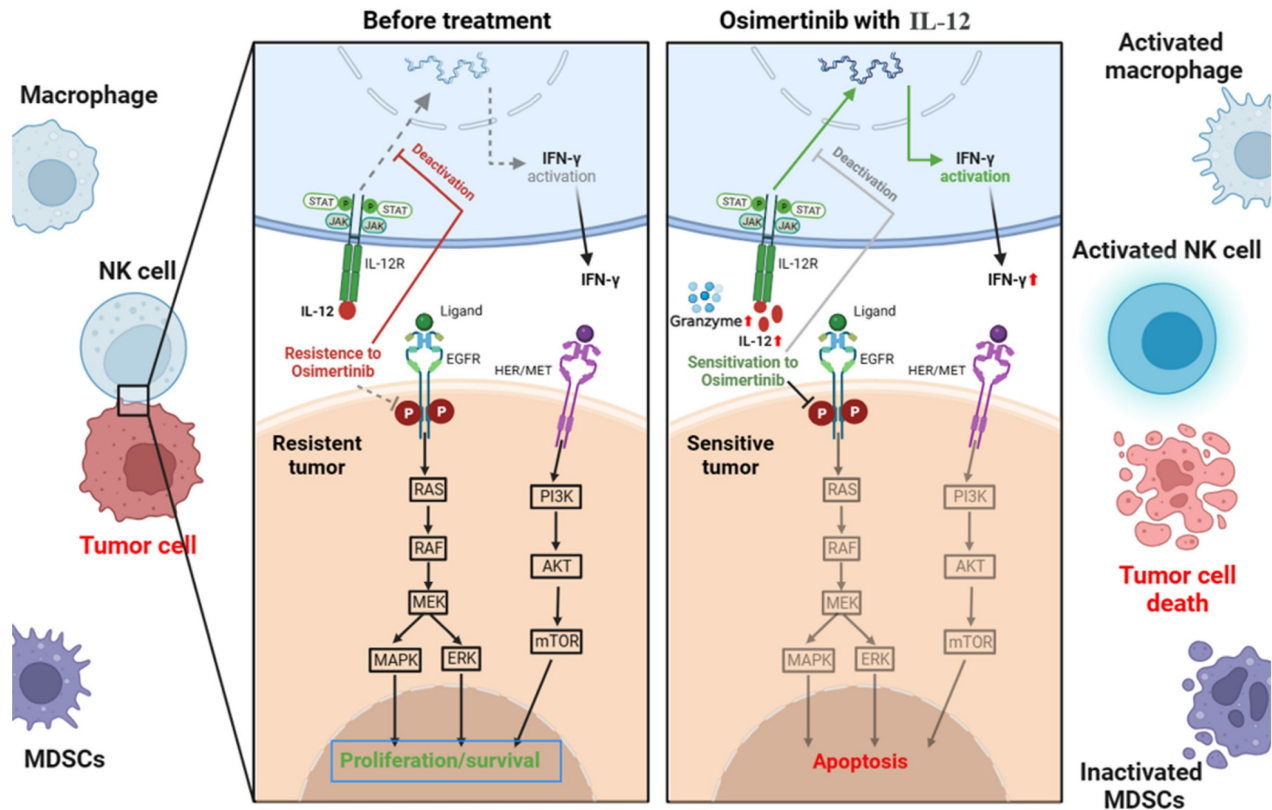 Before treatment
Osimertinib with IL-12
Macrophage
NK cell
Tumor cell
MDSCs
Deactivation
IFN-γ
activation
STAT
P
P
STAT
JAK
JAK
IL-12R
IFN-γ
IL-12
Ligand
Resistence to
Osimertinib
EGFR
HER/MET
P
P
Resistent
tumor
RAS
PI3K
RAF
AKT
MEK
mTOR
MAPK
ERK
Proliferation/survival
Deactivation
IFN-γ
activation
STAT
P
P
STAT
JAK
JAK
IL-12R
IFN-γ
Granzyme
IL-12
Ligand
Sensitivation to
Osimertinib
EGFR
HER/MET
P
P
Sensitive
tumor
RAS
PI3K
RAF
AKT
MEK
mTOR
MAPK
ERK
Apoptosis
Activated
macrophage
Activated NK cell
Tumor cell
death
Inactivated
MDSCs